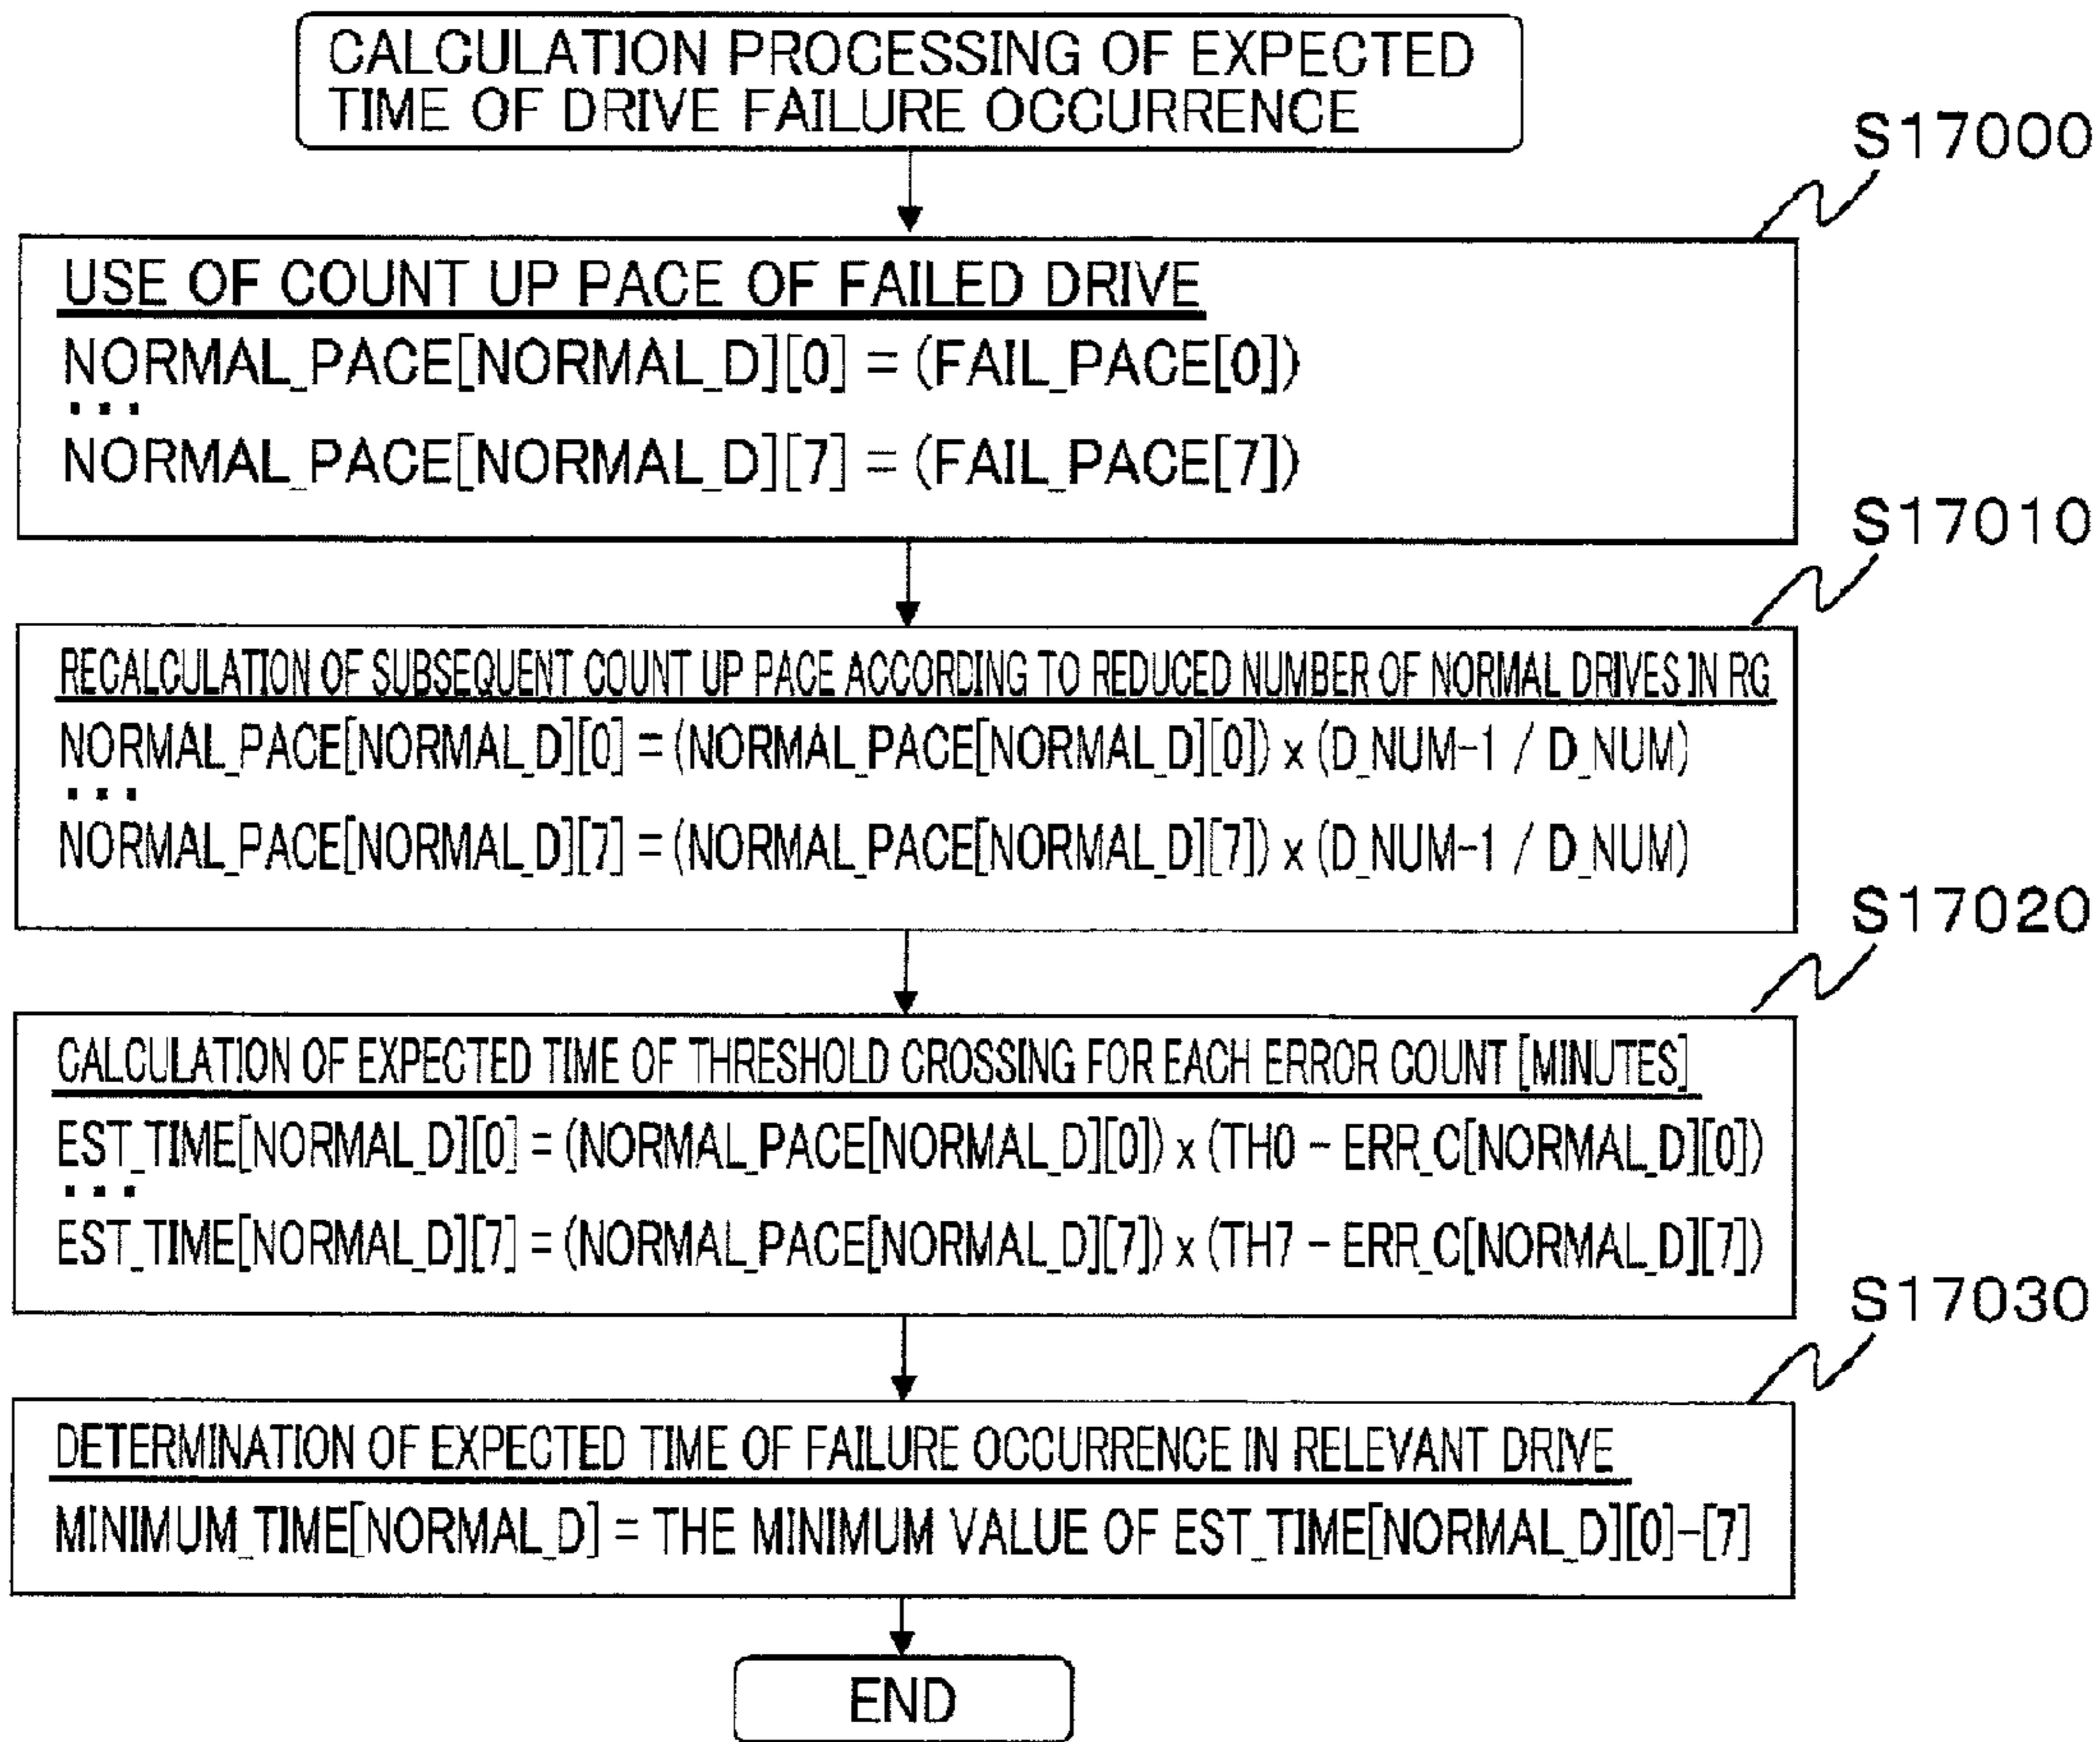 CALCULATION PROCESSING OF EXPECTED
TIME OF DRIVE FAILURE OCCURRENCE
S17000
USE OF COUNT UP PACE OF FAILED DRIVE
NORMAL_PACE[NORMAL_D][0] = (FAIL_PACE[0])
...
NORMAL_PACE[NORMAL_D][7] = (FAIL_PACE[7])
S17010
RECALCULATION OF SUBSEQUENT COUNT UP PACE ACCORDING TO REDUCED NUMBER OF NORMAL DRIVES IN RG
NORMAL_PACE[NORMAL_D][0] = (NORMAL_PACE[NORMAL_D][0]) x (D_NUM-1 / D_NUM)
...
NORMAL_PACE[NORMAL_D][7] = (NORMAL_PACE[NORMAL_D][7]) x (D_NUM-1 / D_NUM)
S17020
CALCULATION OF EXPECTED TIME OF THRESHOLD CROSSING FOR EACH ERROR COUNT [MINUTES]
EST_TIME[NORMAL_D][0] = (NORMAL_PACE[NORMAL_D][0]) x (TH0 - ERR_C[NORMAL_D][0])
...
EST_TIME[NORMAL_D][7] = (NORMAL_PACE[NORMAL_D][7]) x (TH7 - ERR_C[NORMAL_D][7])
S17030
DETERMINATION OF EXPECTED TIME OF FAILURE OCCURRENCE IN RELEVANT DRIVE
MINIMUM_TIME[NORMAL_D] = THE MINIMUM VALUE OF EST_TIME[NORMAL_D][0]-[7]
END